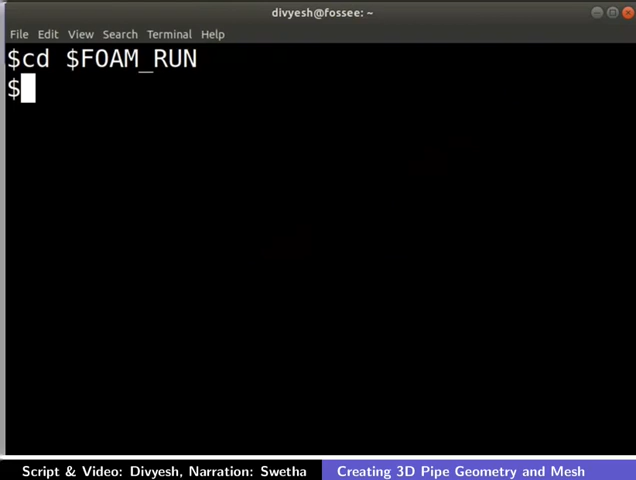 divyesh@fossee: ~
File Edit View Search Terminal Help
$cd $FOAM_RUN
$
Script & Video: Divyesh, Narration: Swetha
Creating 3D Pipe Geometry and Mesh